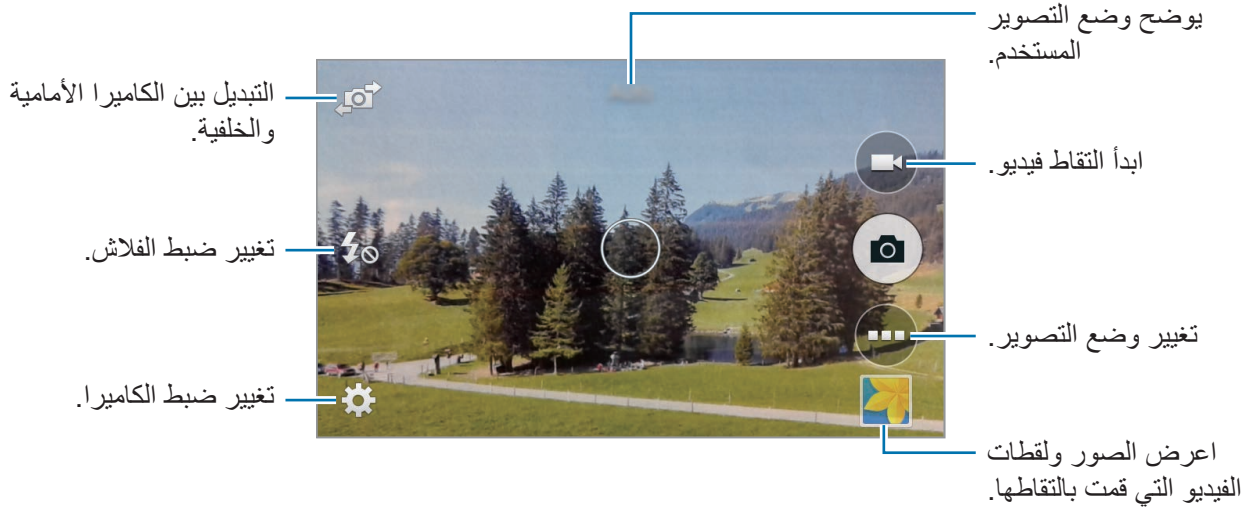 يوضح وضع التصوير
المستخدم.
التبديل بين الكاميرا الأمامية
والخلفية.
ابدأ التقاط فيديو.
تغيير ضبط الفلاش.
تغيير وضع التصوير.
تغيير ضبط الكاميرا.
اعرض الصور ولقطات
الفيديو التي قمت بالتقاطها.